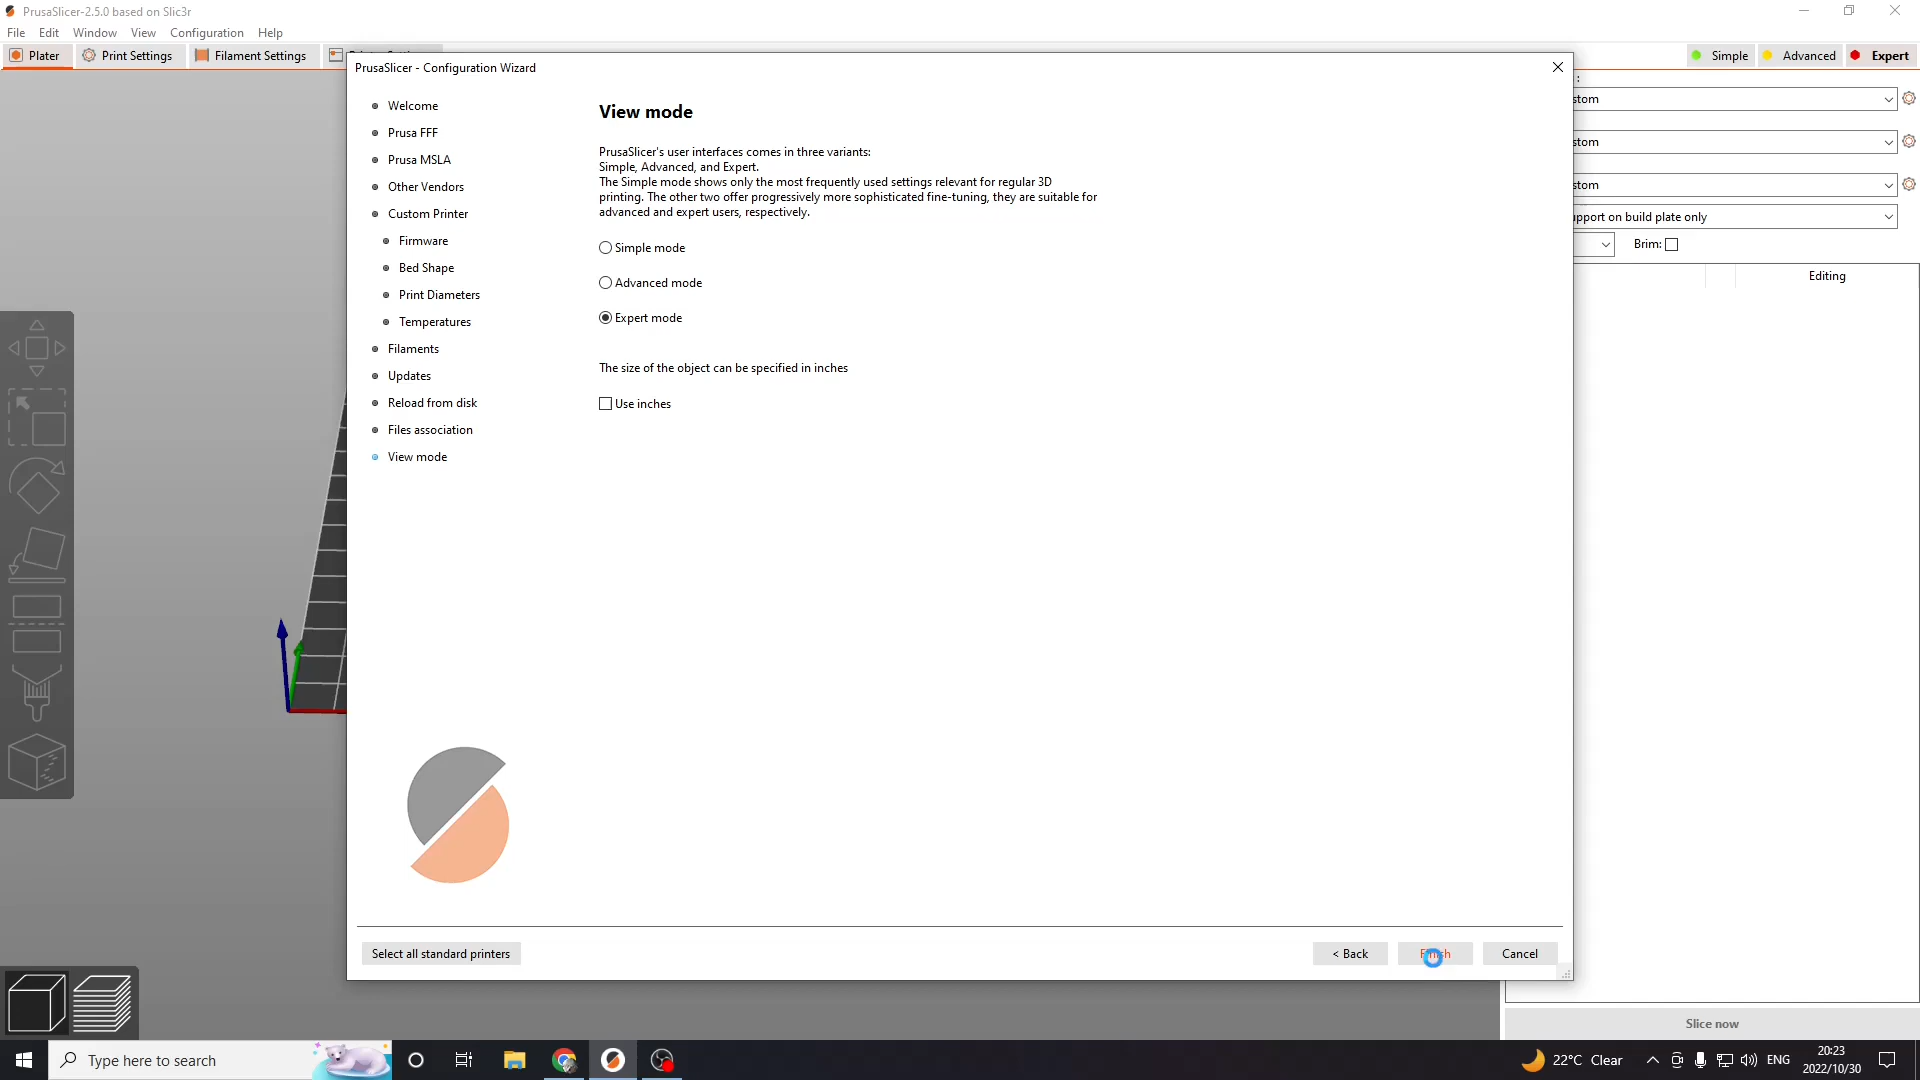 PrusaSlicer-2.5.0 based on Slic3r
File Edit Window View Configuration Help
Plater Print Settings Filament Settings
Simple Advanced Expert
PrusaSlicer - Configuration Wizard
Welcome
Prusa FFF
Prusa MSLA
Other Vendors
Custom Printer
Firmware
Bed Shape
Print Diameters
Temperatures
Filaments
Updates
Reload from disk
Files association
View mode
View mode
PrusaSlicer's user interfaces comes in three variants:
Simple, Advanced, and Expert.
The Simple mode shows only the most frequently used settings relevant for regular 3D
printing. The other two offer progressively more sophisticated fine-tuning, they are suitable for
advanced and expert users, respectively.
Simple mode
Advanced mode
Expert mode
The size of the object can be specified in inches
Use inches
Select all standard printers
< Back Finish Cancel
:
stom
stom
stom
upport on build plate only
Brim:
Editing
Slice now
Type here to search
22°C Clear
ENG
20:23
2022/10/30